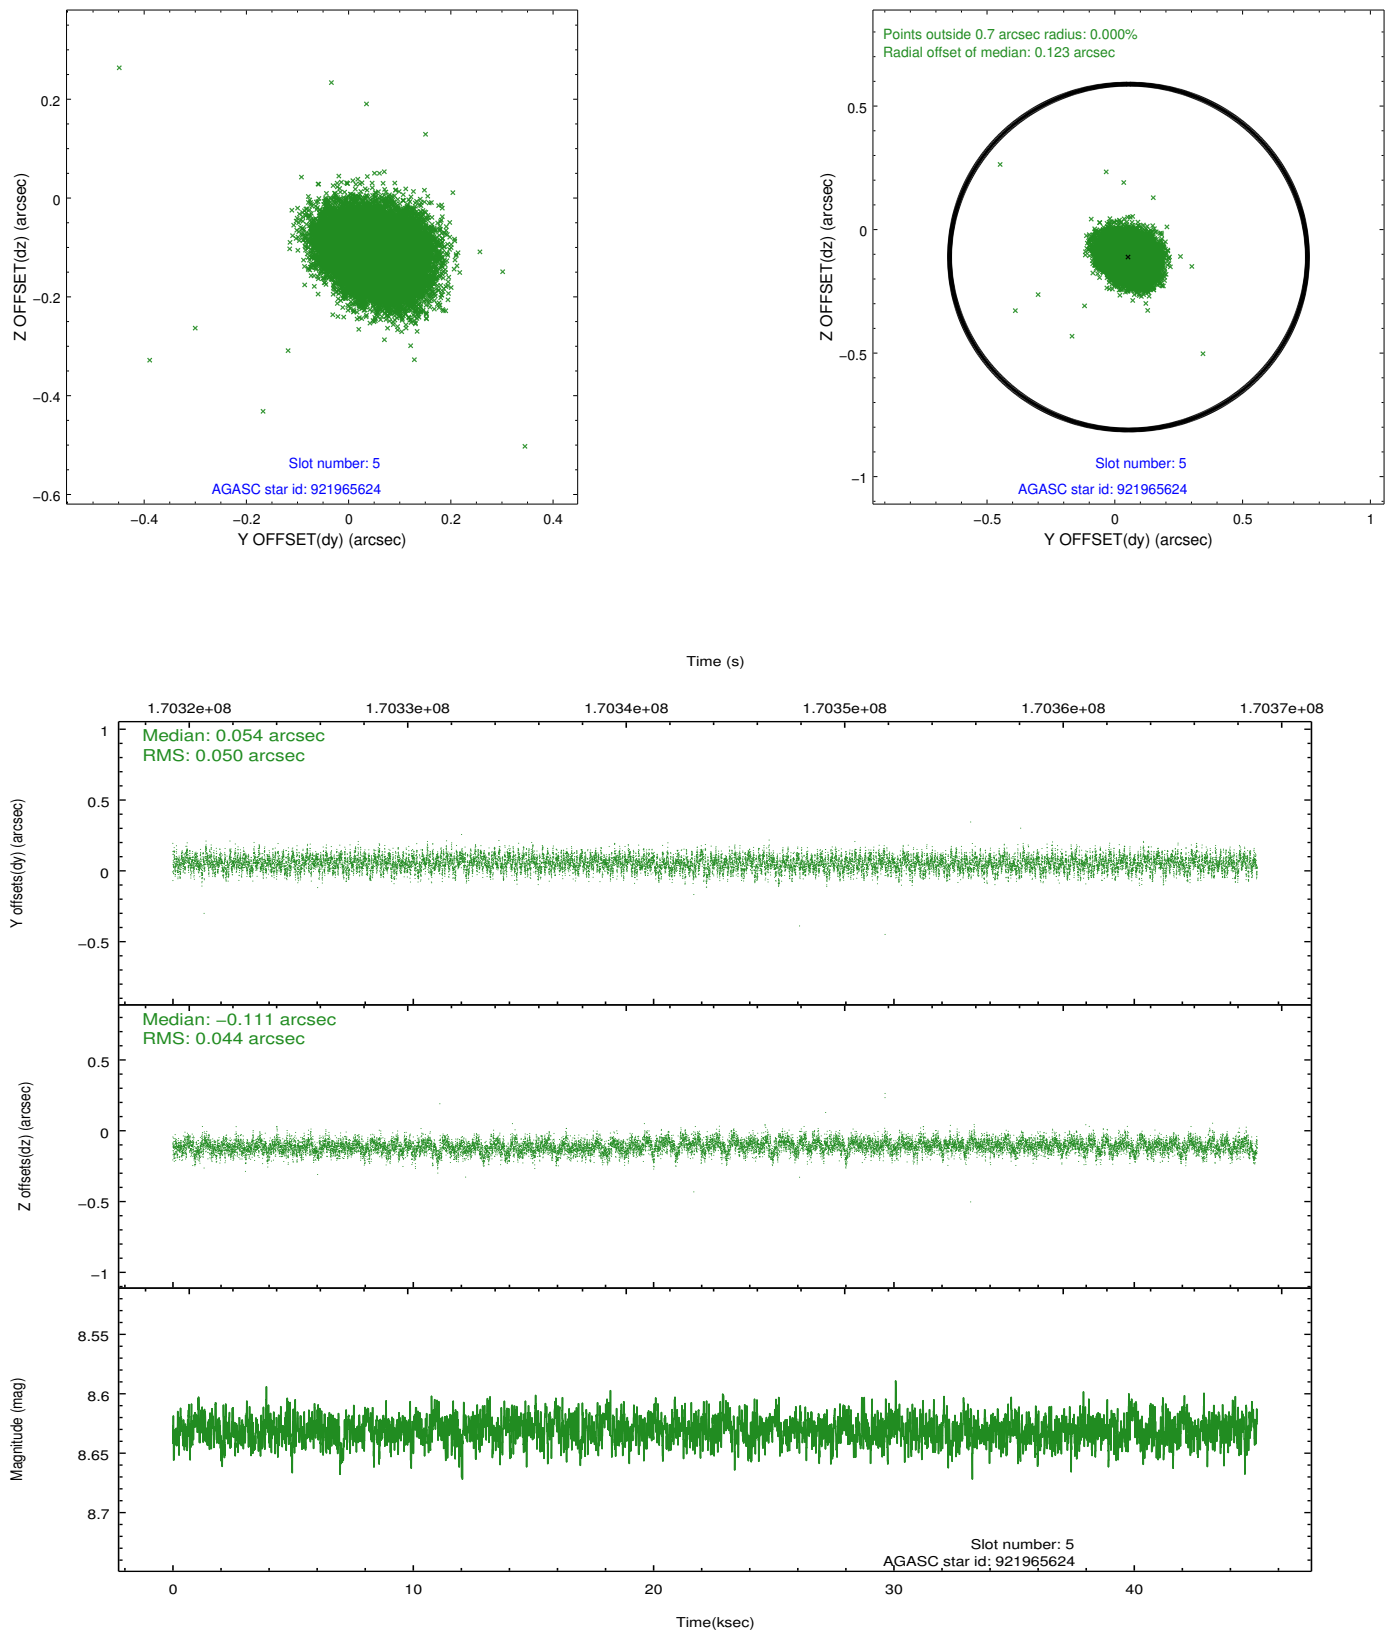 0.2
0
−0.2
−0.4
−0.6
Z OFFSET(dz) (arcsec)
Slot number: 5
AGASC star id: 921965624
−0.4 −0.2 0 0.2 0.4
Y OFFSET(dy) (arcsec)
Points outside 0.7 arcsec radius: 0.000%
Radial offset of median: 0.123 arcsec
0.5
0
−0.5
−1
Z OFFSET(dz) (arcsec)
Slot number: 5
AGASC star id: 921965624
−0.5 0 0.5 1
Y OFFSET(dy) (arcsec)
Time (s)
1.7032e+08 1.7033e+08 1.7034e+08 1.7035e+08 1.7036e+08 1.7037e+08
Median: 0.054 arcsec
RMS: 0.050 arcsec
1
0.5
0
−0.5
Y offsets(dy) (arcsec)
Median: −0.111 arcsec
RMS: 0.044 arcsec
0.5
0
−0.5
−1
Z offsets(dz) (arcsec)
8.55
8.6
8.65
8.7
Magnitude (mag)
Slot number: 5
AGASC star id: 921965624
0 10 20 30 40
Time(ksec)